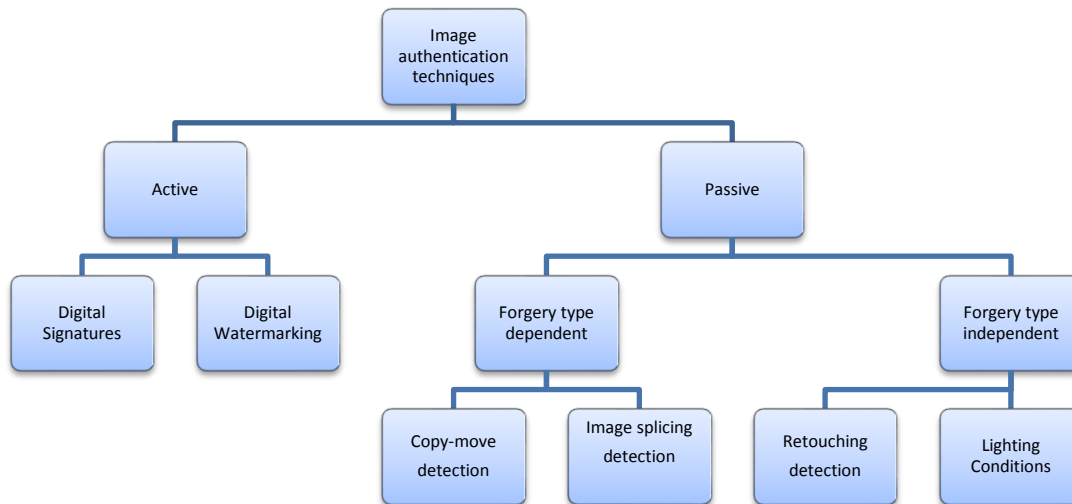 Image
authentication
techniques
Active
Passive
Digital
Signatures
Digital
Watermarking
Forgery type
dependent
Forgery type
independent
Copy-move
detection
Image splicing
detection
Retouching
detection
Lighting
Conditions